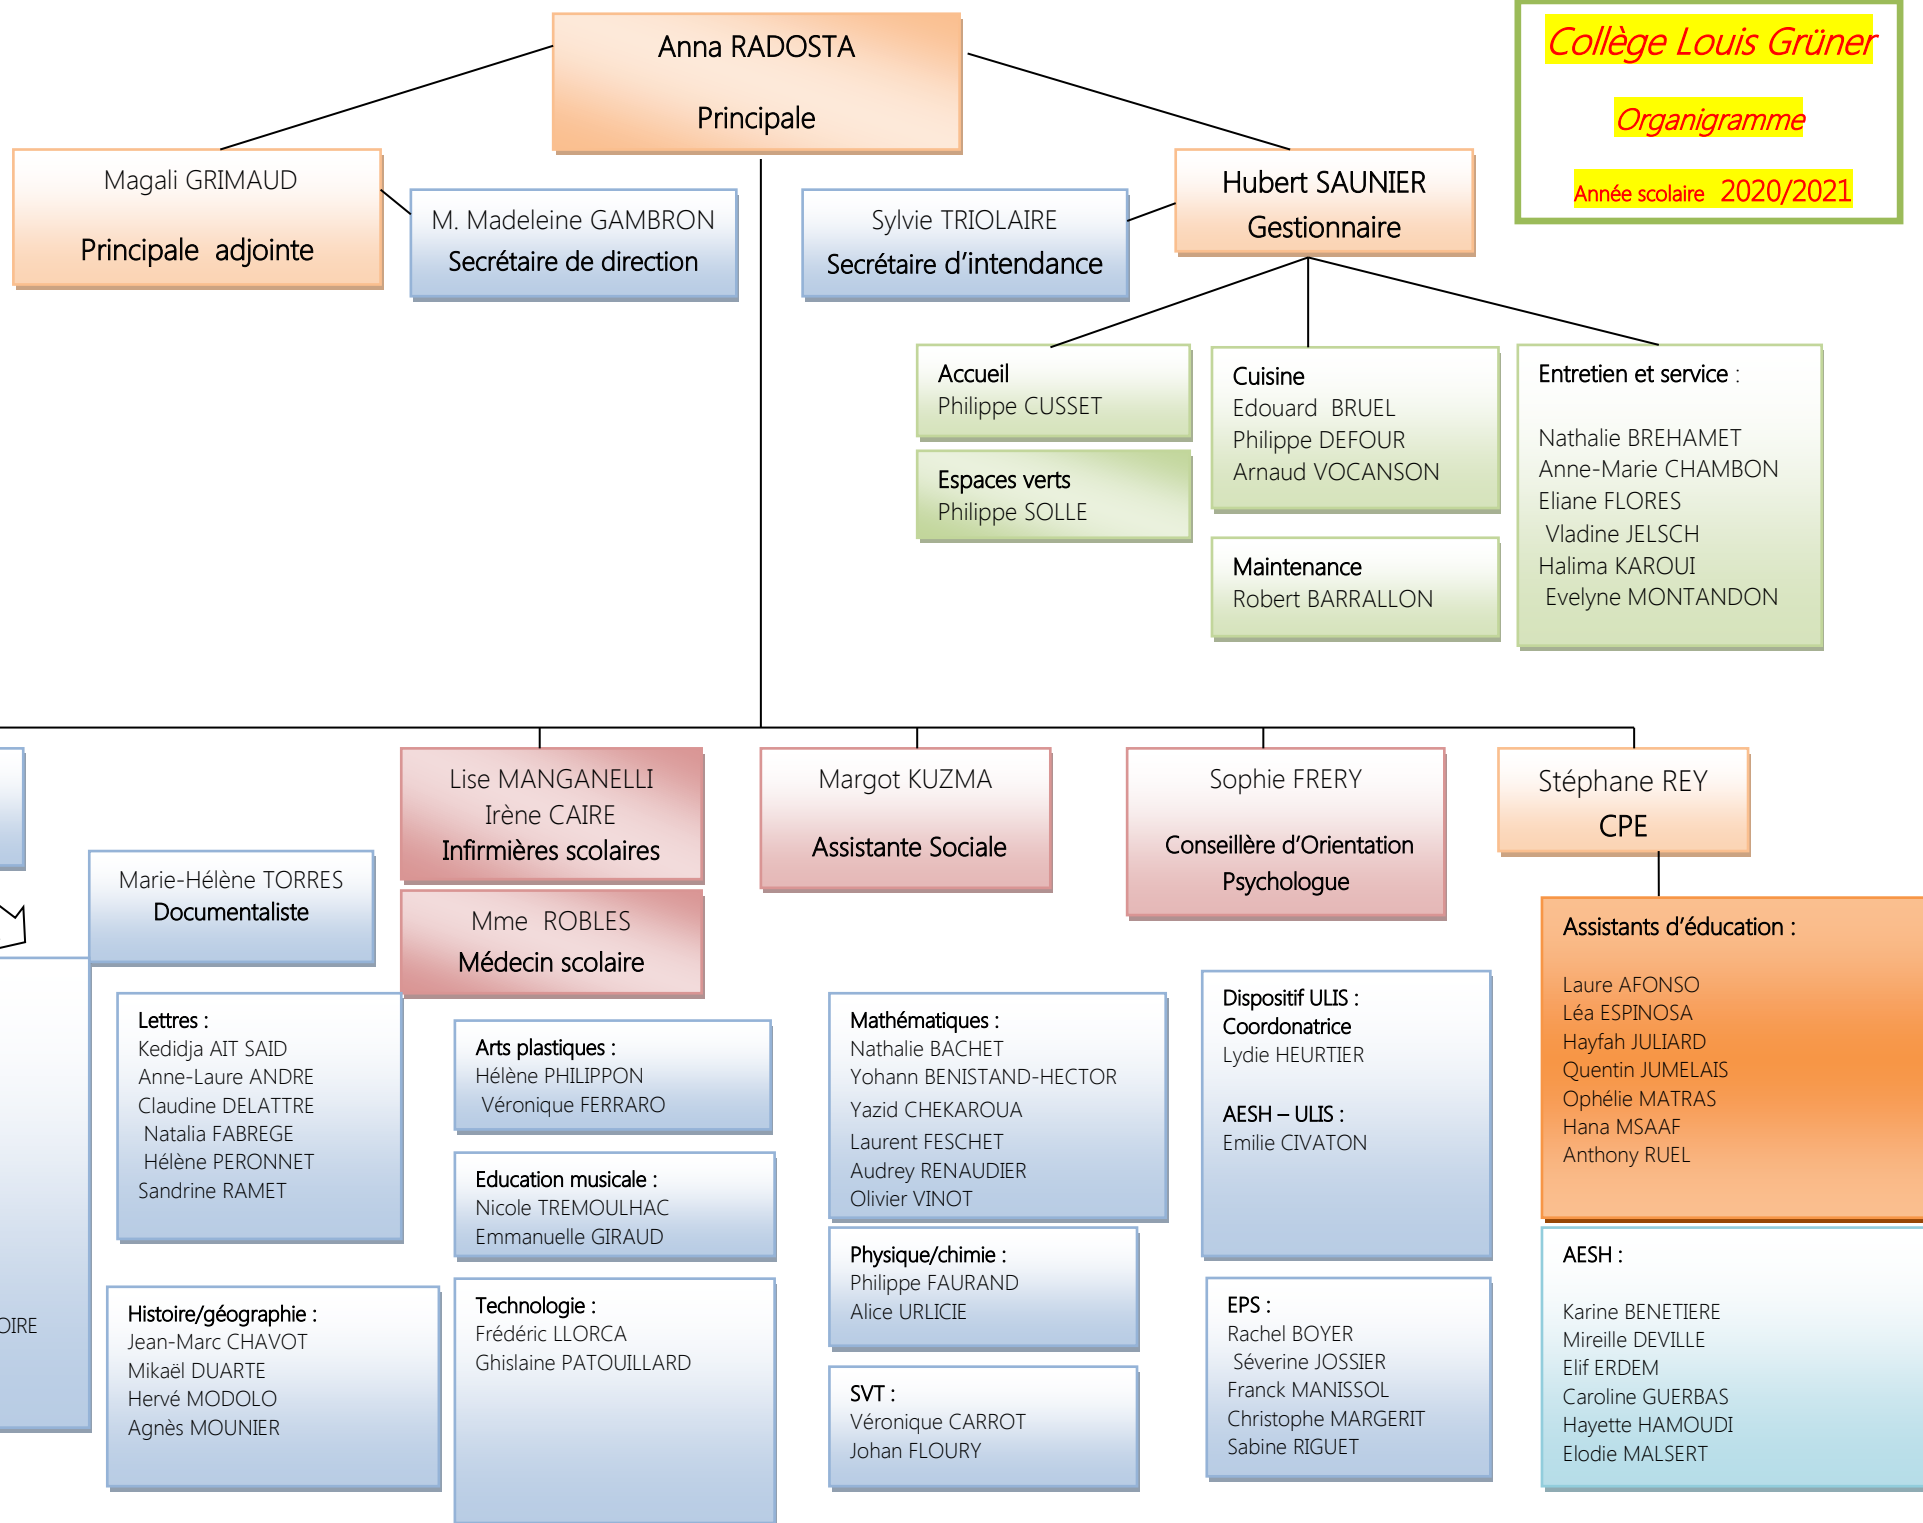 Collège Louis Grüner
Organigramme
Année scolaire 2020/2021
Anna RADOSTA
Principale
Magali GRIMAUD
Principale adjointe
M. Madeleine GAMBRON
Secrétaire de direction
Sylvie TRIOLAIRE
Secrétaire d’intendance
Hubert SAUNIER
Gestionnaire
Accueil
Philippe CUSSET
Espaces verts
Philippe SOLLE
Cuisine
Edouard BRUEL
Philippe DEFOUR
Arnaud VOCANSON
Maintenance
Robert BARRALLON
Entretien et service :
Nathalie BREHAMET
Anne-Marie CHAMBON
Eliane FLORES
Vladine JELSCH
Halima KAROUI
Evelyne MONTANDON
Marie-Hélène TORRES
Documentaliste
Lise MANGANELLI
Irène CAIRE
Infirmières scolaires
Mme ROBLES
Médecin scolaire
Margot KUZMA
Assistante Sociale
Sophie FRERY
Conseillère d’Orientation
Psychologue
Stéphane REY
CPE
OIRE
Lettres :
Kedidja AIT SAID
Anne-Laure ANDRE
Claudine DELATTRE
Natalia FABREGE
Hélène PERONNET
Sandrine RAMET
Histoire/géographie :
Jean-Marc CHAVOT
Mikaël DUARTE
Hervé MODOLO
Agnès MOUNIER
Arts plastiques :
Hélène PHILIPPON
Véronique FERRARO
Education musicale :
Nicole TREMOULHAC
Emmanuelle GIRAUD
Technologie :
Frédéric LLORCA
Ghislaine PATOUILLARD
Mathématiques :
Nathalie BACHET
Yohann BENISTAND-HECTOR
Yazid CHEKAROUA
Laurent FESCHET
Audrey RENAUDIER
Olivier VINOT
Physique/chimie :
Philippe FAURAND
Alice URLICIE
SVT :
Véronique CARROT
Johan FLOURY
Dispositif ULIS :
Coordonatrice
Lydie HEURTIER
AESH – ULIS :
Emilie CIVATON
EPS :
Rachel BOYER
Séverine JOSSIER
Franck MANISSOL
Christophe MARGERIT
Sabine RIGUET
Assistants d’éducation :
Laure AFONSO
Léa ESPINOSA
Hayfah JULIARD
Quentin JUMELAIS
Ophélie MATRAS
Hana MSAAF
Anthony RUEL
AESH :
Karine BENETIERE
Mireille DEVILLE
Elif ERDEM
Caroline GUERBAS
Hayette HAMOUDI
Elodie MALSERT